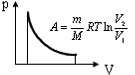 p
A = m/M RT ln V₂/V₁
V